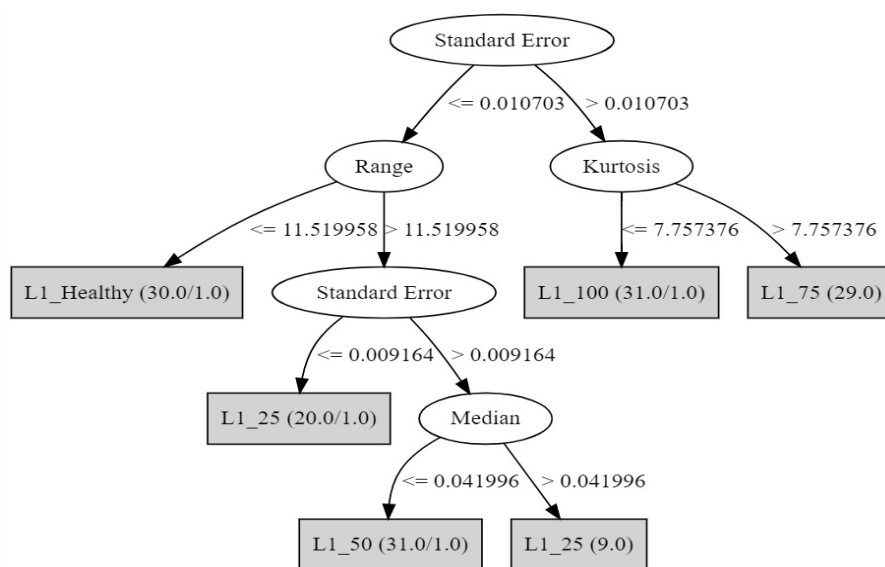 Standard Error
<= 0.010703 > 0.010703
Range Kurtosis
<= 11.519958 > 11.519958 <= 7.757376 > 7.757376
L1_Healthy (30.0/1.0) Standard Error L1_100 (31.0/1.0) L1_75 (29.0)
<= 0.009164 > 0.009164
L1_25 (20.0/1.0) Median
<= 0.041996 > 0.041996
L1_50 (31.0/1.0) L1_25 (9.0)